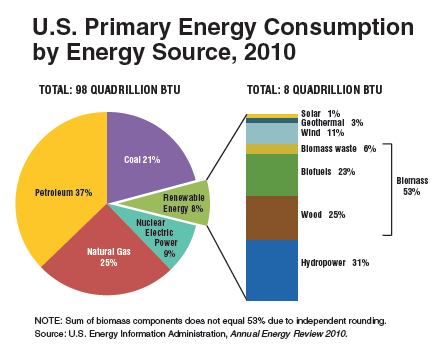 U.S. Primary Energy Consumption
by Energy Source, 2010
TOTAL: 98 QUADRILLION BTU
TOTAL: 8 QUADRILLION BTU
Coal 21%
Petroleum 37%
Renewable
Energy 8%
Nuclear
Electric
Power
9%
Natural Gas
25%
Solar 1%
Geothermal 3%
Wind 11%
Biomass waste 6%
Biofuels 23%
Wood 25%
Hydropower 31%
Biomass
53%
NOTE: Sum of biomass components does not equal 53% due to independent rounding.
Source: U.S. Energy Information Administration, Annual Energy Review 2010.